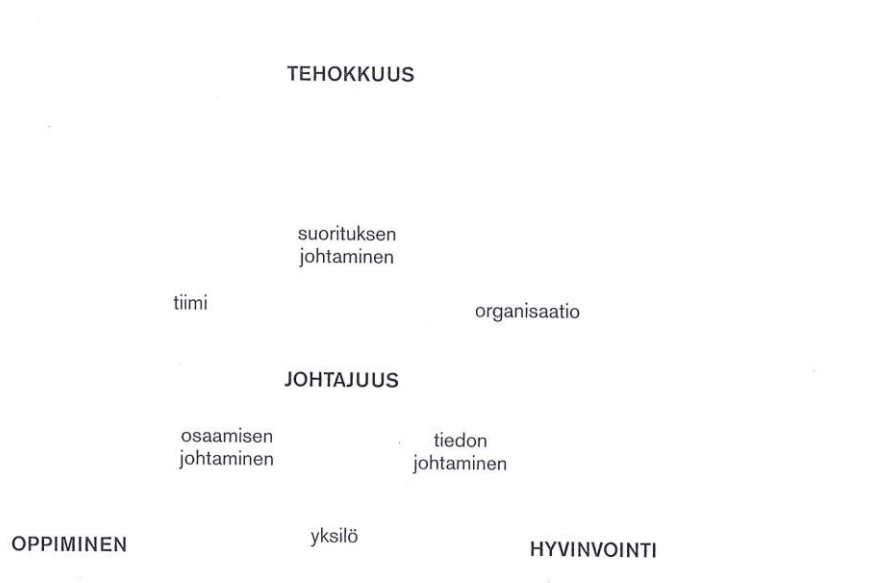 TEHOKKUUS
suorituksen
johtaminen
tiimi
organisaatio
JOHTAJUUS
osaamisen
johtaminen
tiedon
johtaminen
yksilö
OPPIMINEN
HYVINVOINTI